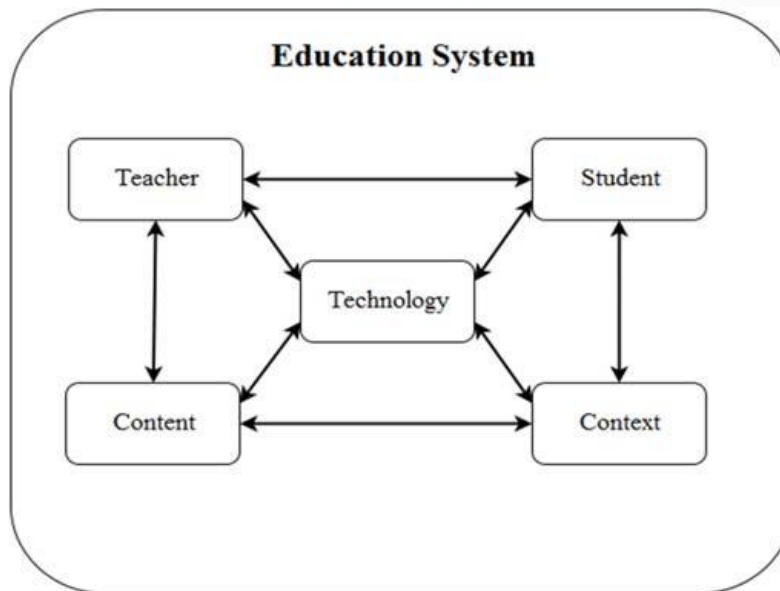 Education System
Teacher
Student
Technology
Content
Context